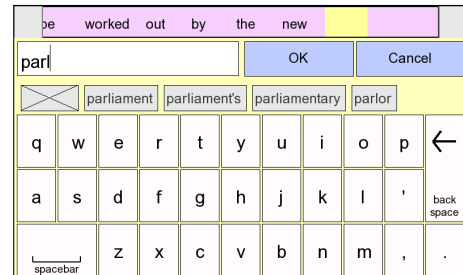 be worked out by the new
parl OK Cancel
parliament parliament's parliamentary parlor
q w e r t y u i o p ←
a s d f g h j k l ' back space
spacebar z x c v b n m , .